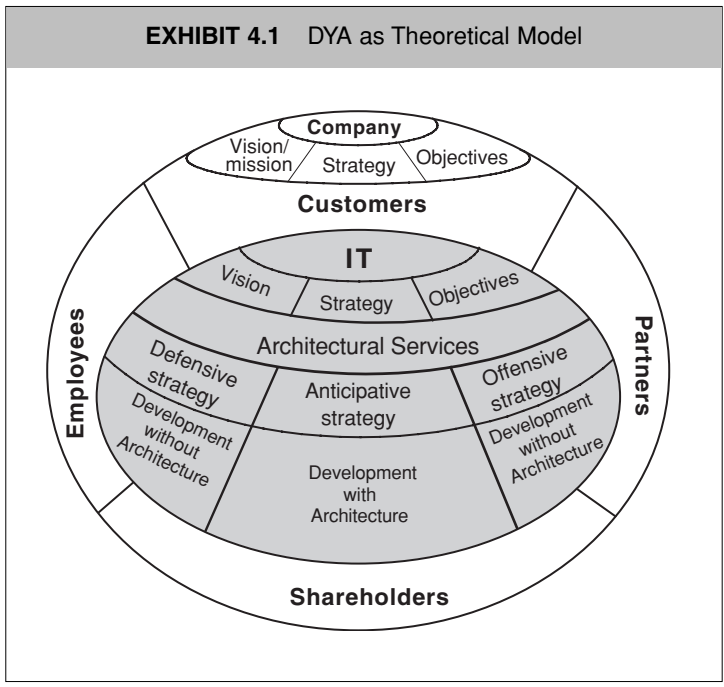 EXHIBIT 4.1 DYA as Theoretical Model
Company
Vision/
mission
Strategy
Objectives
Customers
IT
Vision
Strategy
Objectives
Architectural Services
Defensive
strategy
Anticipative
strategy
Offensive
strategy
Development
without
Architecture
Development
with
Architecture
Development
without
Architecture
Employees
Partners
Shareholders